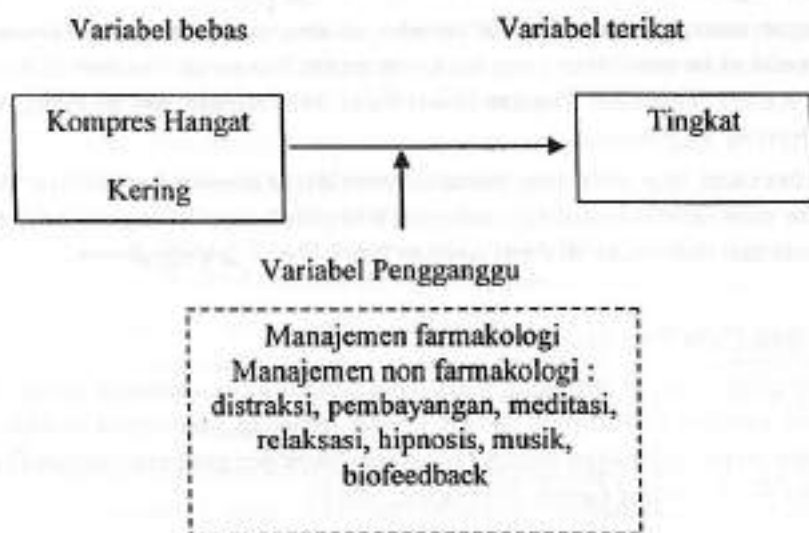 Variabel bebas
Variabel terikat
Kompres Hangat
Kering
Tingkat
Variabel Pengganggu
Manajemen farmakologi
Manajemen non farmakologi :
distraksi, pembayangan, meditasi,
relaksasi, hipnosis, musik,
biofeedback